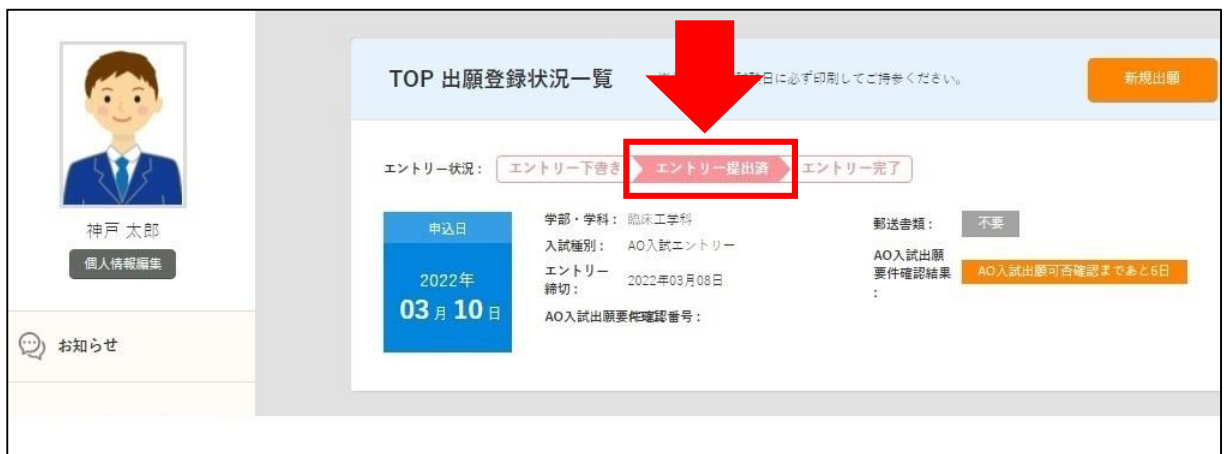 神戸 太郎
個人情報編集
お知らせ
TOP 出願登録状況一覧
日に必ず印刷してご持参ください。
新規出願
エントリー状況： エントリー下書き エントリー提出済 エントリー完了
申込日
2022年
03 月 10 日
学部・学科： 臨床工学科
入試種別： AO入試エントリー
エントリー
締切： 2022年03月08日
AO入試出願要件確認番号：
郵送書類： 不要
AO入試出願
要件確認結果
：
AO入試出願可否確認まであと6日